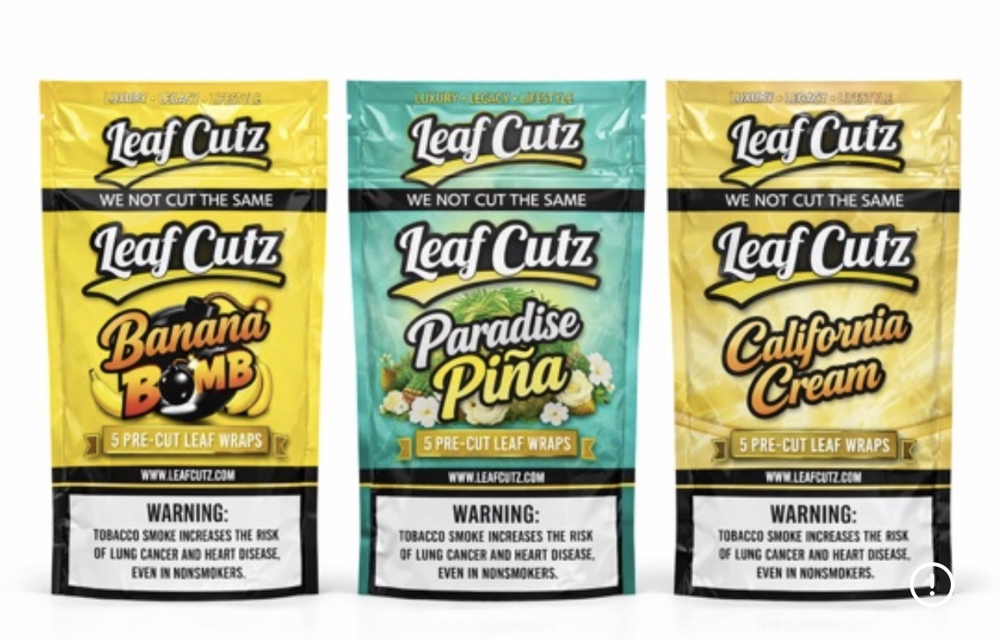 LUXURY • LEGACY • LIFESTYLE
Leaf Cutz
WE NOT CUT THE SAME
Leaf Cutz
Banana
BOMB
5 PRE-CUT LEAF WRAPS
WWW.LEAFCUTZ.COM
WARNING:
TOBACCO SMOKE INCREASES THE RISK
OF LUNG CANCER AND HEART DISEASE,
EVEN IN NONSMOKERS.
LUXURY • LEGACY • LIFESTYLE
Leaf Cutz
WE NOT CUT THE SAME
Leaf Cutz
Paradise
Piña
5 PRE-CUT LEAF WRAPS
WWW.LEAFCUTZ.COM
WARNING:
TOBACCO SMOKE INCREASES THE RISK
OF LUNG CANCER AND HEART DISEASE,
EVEN IN NONSMOKERS.
LUXURY • LEGACY • LIFESTYLE
Leaf Cutz
WE NOT CUT THE SAME
Leaf Cutz
California
Cream
5 PRE-CUT LEAF WRAPS
WWW.LEAFCUTZ.COM
WARNING:
TOBACCO SMOKE INCREASES THE RISK
OF LUNG CANCER AND HEART DISEASE,
EVEN IN NONSMOKERS.